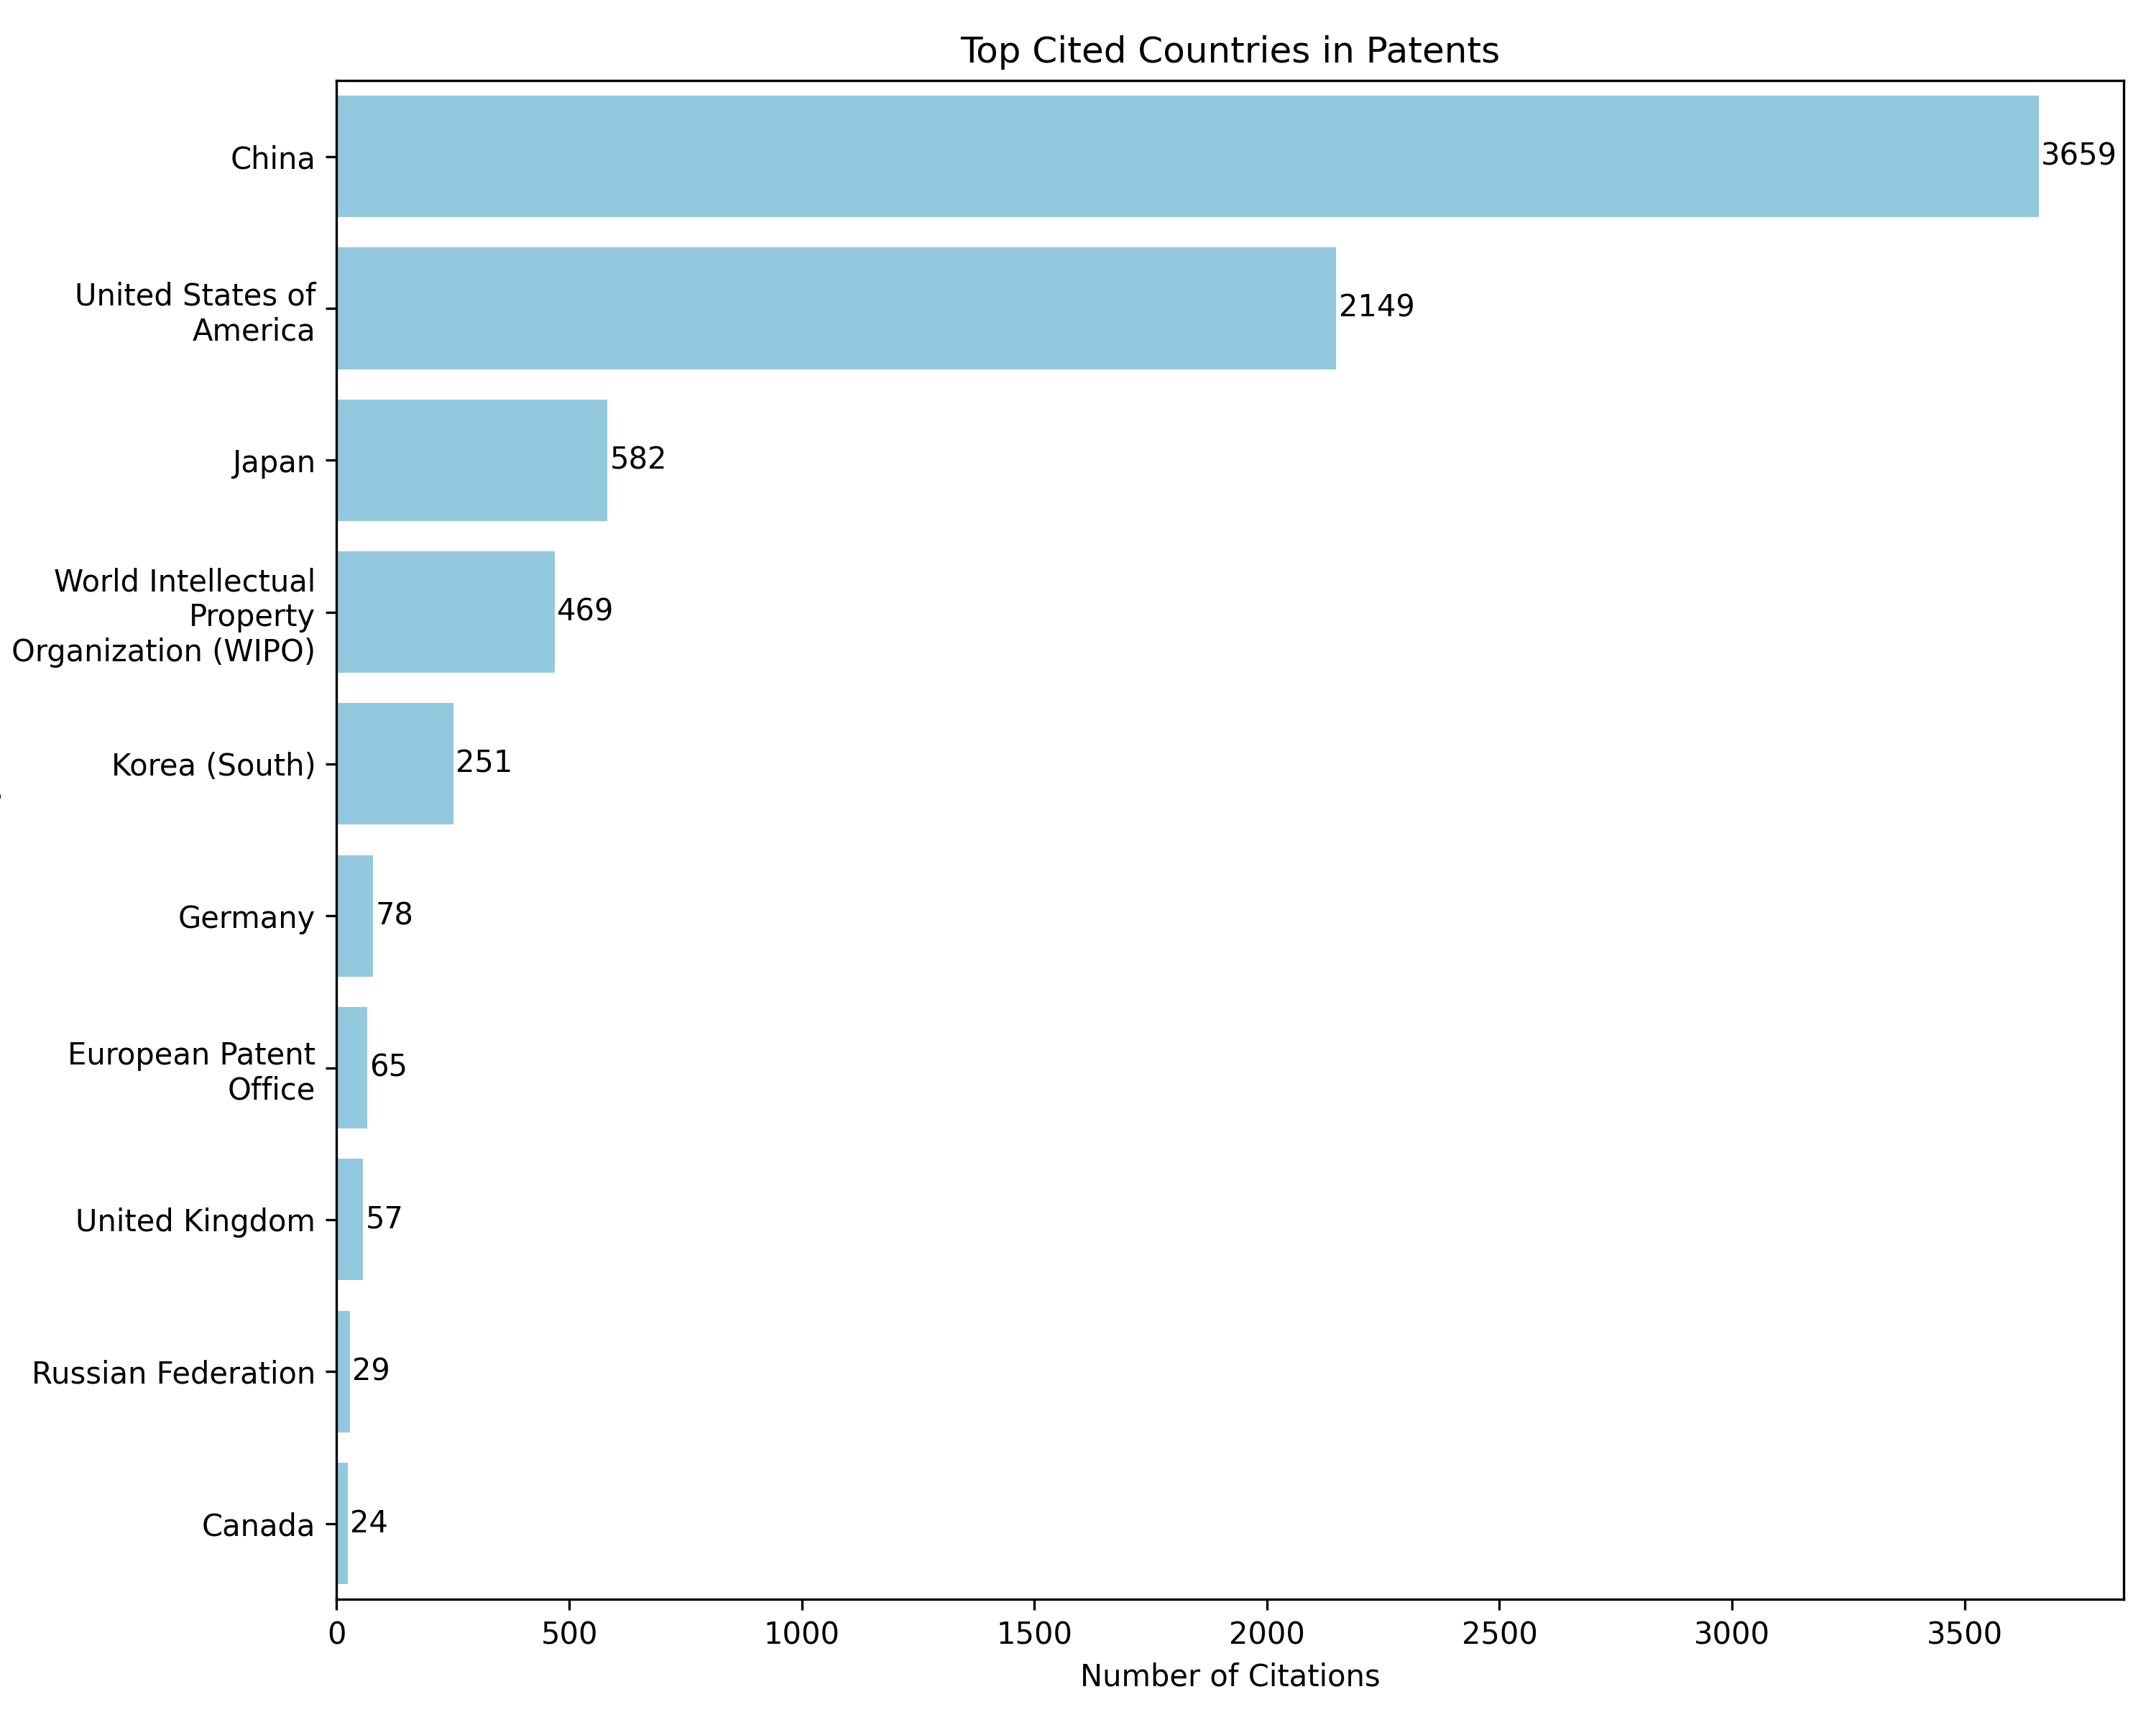 Top Cited Countries in Patents
China
3659
United States of
America
2149
Japan
582
World Intellectual
Property
Organization (WIPO)
469
Korea (South)
251
Germany
78
European Patent
Office
65
United Kingdom
57
Russian Federation
29
Canada
24
0 500 1000 1500 2000 2500 3000 3500
Number of Citations